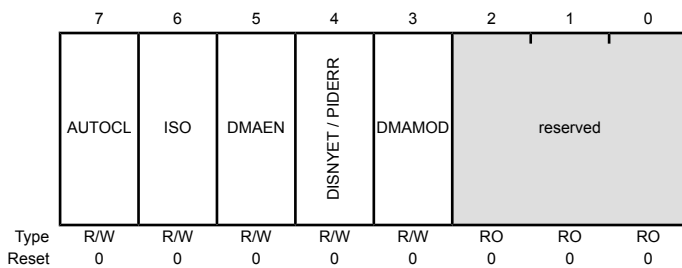 7 6 5 4 3 2 1 0
AUTOCL ISO DMAEN DISNYET / PIDERR DMAMOD reserved
Type R/W R/W R/W R/W R/W RO RO RO
Reset 0 0 0 0 0 0 0 0